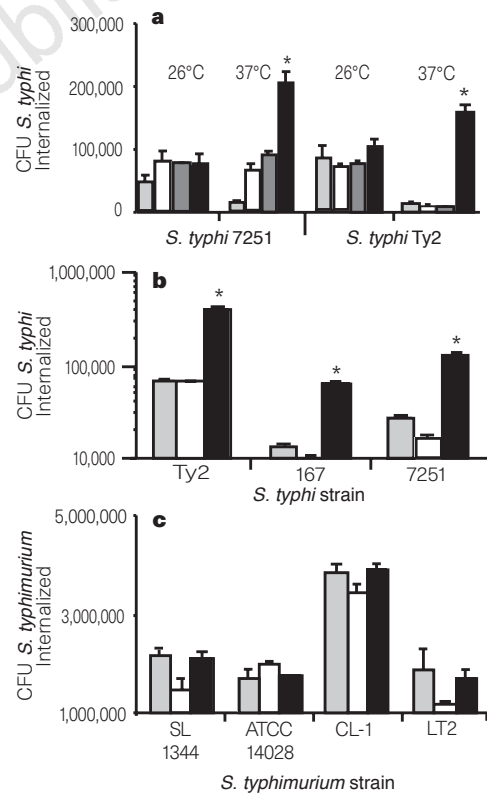 a
300,000
200,000
100,000
0
CFU S. typhi
Internalized
26°C 37°C 26°C 37°C
* *
S. typhi 7251 S. typhi Ty2
b
1,000,000
100,000
10,000
CFU S. typhi
Internalized
* * *
Ty2 167 7251
S. typhi strain
c
5,000,000
3,000,000
1,000,000
CFU S. typhimurium
Internalized
SL ATCC CL-1 LT2
1344 14028
S. typhimurium strain